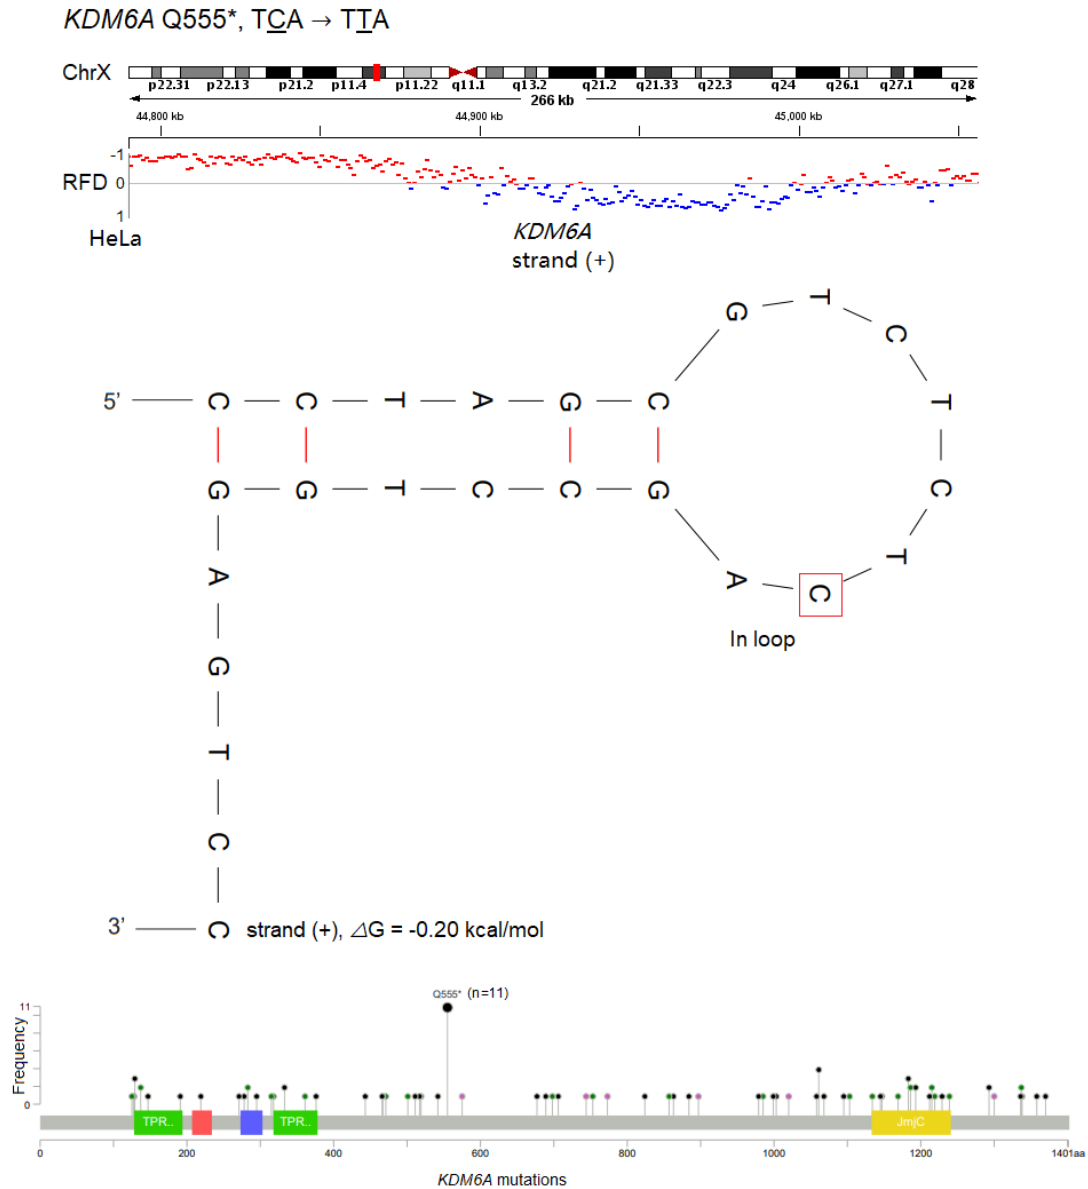 KDM6A Q555*, TCA → TTA
ChrX
p22.31 p22.13 p21.2 p11.4 p11.22 q11.1 q13.2 q21.2 q21.33 q22.3 q24 q26.1 q27.1 q28
266 kb
44,800 kb 44,900 kb 45,000 kb
-1
RFD 0
1
HeLa
KDM6A
strand (+)
G T C T C T C A
5' C C T A G C
G G T C C G
In loop
A
G
T
C
3' C strand (+), ⊿G = -0.20 kcal/mol
Q555* (n=11)
11
Frequency
0
TPR.. TPR.. JmjC
0 200 400 600 800 1000 1200 1401aa
KDM6A mutations